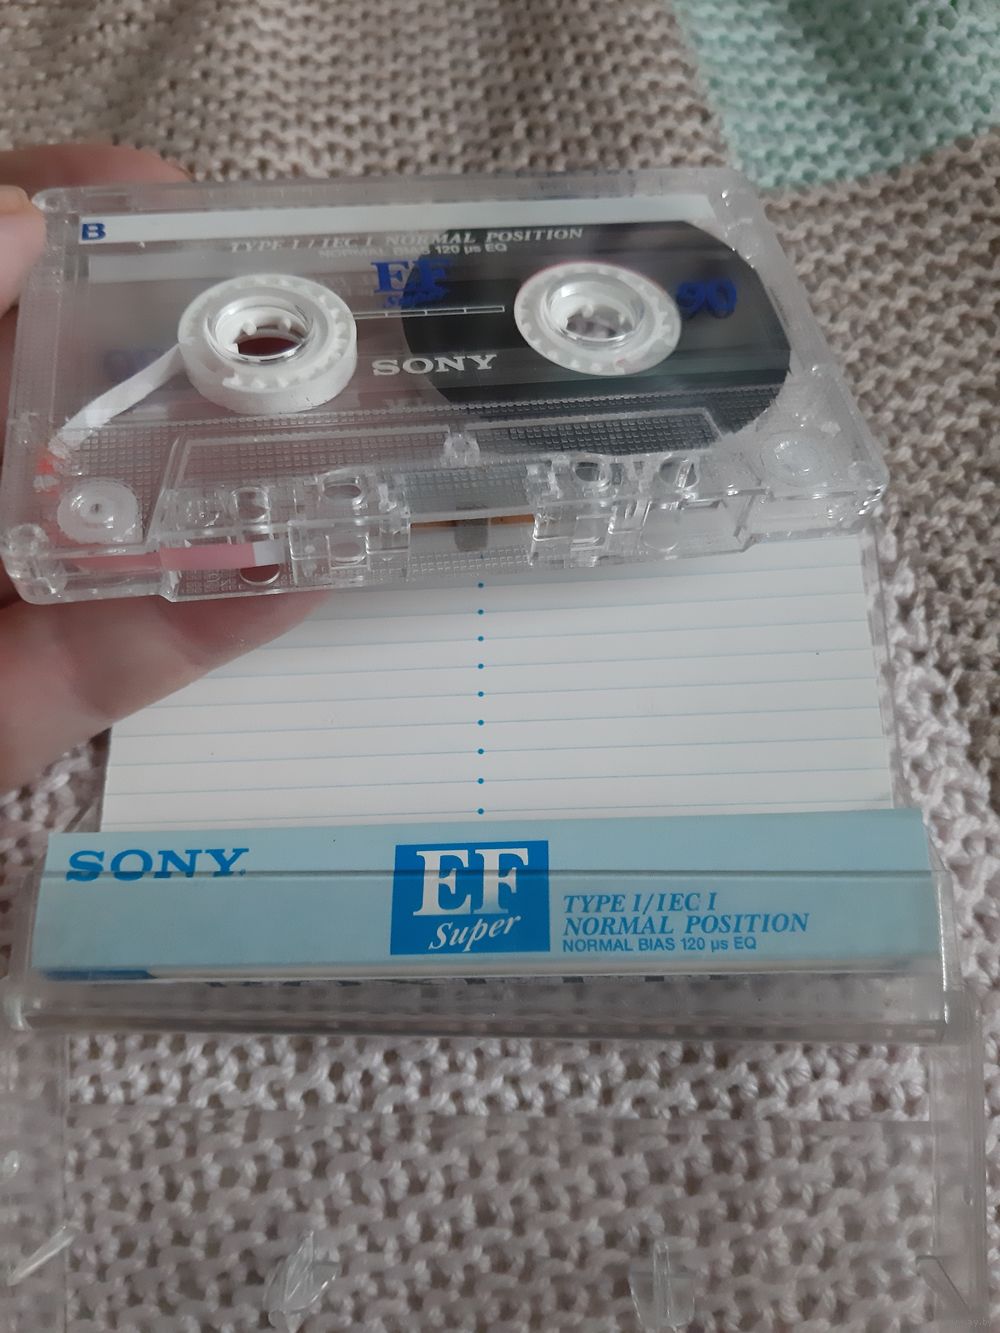 B
TYPE I / IEC I NORMAL POSITION
NORMAL BIAS 120 µs EQ
EF
Super
90
SONY
SONY
EF
Super
TYPE I/IEC I
NORMAL POSITION
NORMAL BIAS 120 µs EQ